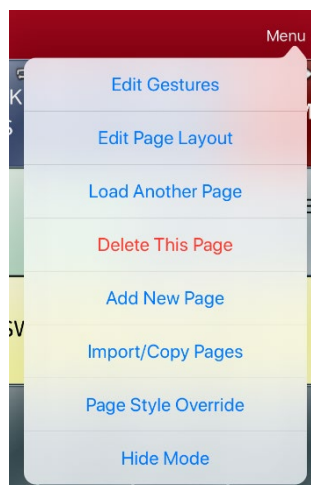 Menu
K
S
M
Edit Gestures
Edit Page Layout
Load Another Page
Delete This Page
Add New Page
SW
Import/Copy Pages
Page Style Override
Hide Mode